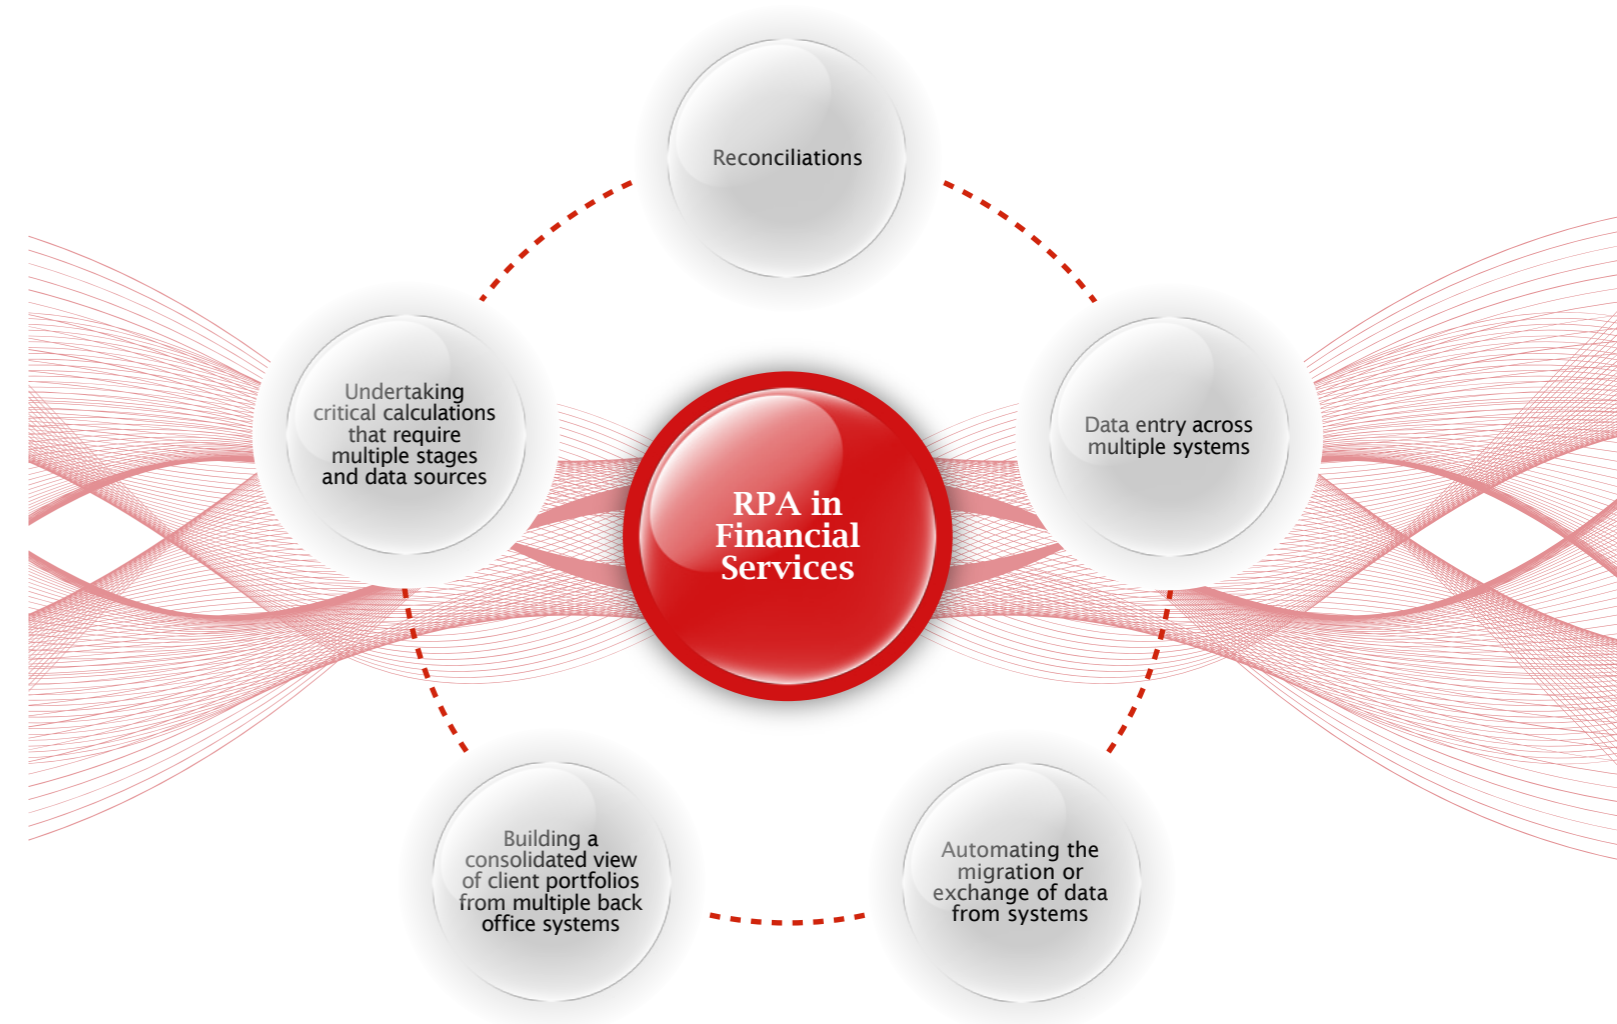 Reconciliations
Undertaking
critical calculations
that require
multiple stages
and data sources
Data entry across
multiple systems
RPA in
Financial
Services
Building a
consolidated view
of client portfolios
from multiple back
office systems
Automating the
migration or
exchange of data
from systems